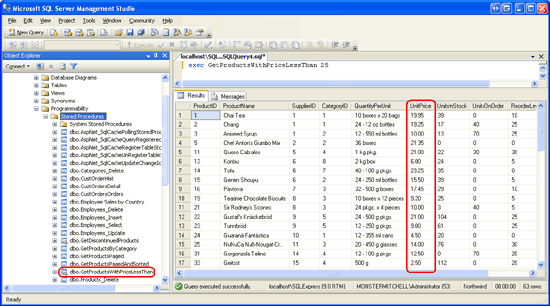 Microsoft SQL Server Management Studio
File Edit View Project Tools Window Community Help
New Query
Object Explorer
Connect
Database Diagrams
Tables
Views
Synonyms
Programmability
Stored Procedures
System Stored Procedures
dbo.AspNet_SqlCachePollingStoredProc
dbo.AspNet_SqlCacheQueryRegistered
dbo.AspNet_SqlCacheRegisterTableSto
dbo.AspNet_SqlCacheUnRegisterTable
dbo.AspNet_SqlCacheUpdateChangeId
dbo.Categories_Delete
dbo.CustOrderHist
dbo.CustOrdersDetail
dbo.CustOrdersOrders
dbo.Employee Sales by Country
dbo.Employees_Delete
dbo.Employees_Insert
dbo.Employees_Select
dbo.Employees_Update
dbo.GetDiscontinuedProducts
dbo.GetProductsByCategory
dbo.GetProductsPaged
dbo.GetProductsPagedAndSorted
dbo.GetProductsWithPriceLessThan
dbo.Products_Delete
localhost\SQL...SQLQuery4.sql*
exec GetProductsWithPriceLessThan 25
Results Messages
ProductID ProductName SupplierID CategoryID QuantityPerUnit UnitPrice UnitsInStock UnitsOnOrder ReorderLev
1 1 Chai Tea 1 1 10 boxes x 20 bags 19.95 39 0 10
2 2 Chang 1 1 24 - 12 oz bottles 19.25 17 40 25
3 3 Aniseed Syrup 1 2 12 - 550 ml bottles 10.00 13 70 25
4 5 Chef Anton's Gumbo Mix 2 2 36 boxes 21.35 0 0 0
5 11 Queso Cabrales 5 4 1 kg pkg. 21.00 22 30 30
6 13 Konbu 6 8 2 kg box 6.00 24 0 5
7 14 Tofu 6 7 40 - 100 g pkgs. 23.25 35 0 0
8 15 Genen Shouyu 6 2 24 - 250 ml bottles 15.50 39 0 5
9 16 Pavlova 7 3 32 - 500 g boxes 17.45 29 0 10
10 19 Teatime Chocolate Biscuits 8 3 10 boxes x 12 pieces 9.20 25 0 5
11 21 Sir Rodney's Scones 8 3 24 pkgs. x 4 pieces 10.00 3 40 5
12 22 Gustaf's Knäckebröd 9 5 24 - 500 g pkgs. 21.00 104 0 25
13 23 Tunnbröd 9 5 12 - 250 g pkgs. 9.00 61 0 25
14 24 Guaraná Fantástica 10 1 12 - 355 ml cans 4.50 20 0 0
15 25 NuNuCa Nuß-Nougat-Cr... 11 3 20 - 450 g glasses 14.00 76 0 30
16 31 Gorgonzola Telino 14 4 12 - 100 g pkgs 12.50 0 70 20
17 33 Geitost 15 4 500 g 2.50 112 0 20
Query executed successfully. localhost\SQLExpress (9.0 RTM) MONSTERMITCHELL\Administrator (53) Northwind 00:00:00 63 rows
Ready